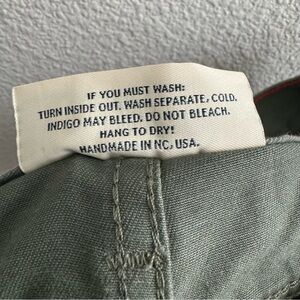 IF YOU MUST WASH:
TURN INSIDE OUT. WASH SEPARATE, COLD.
INDIGO MAY BLEED. DO NOT BLEACH.
HANG TO DRY!
HANDMADE IN NC, USA.